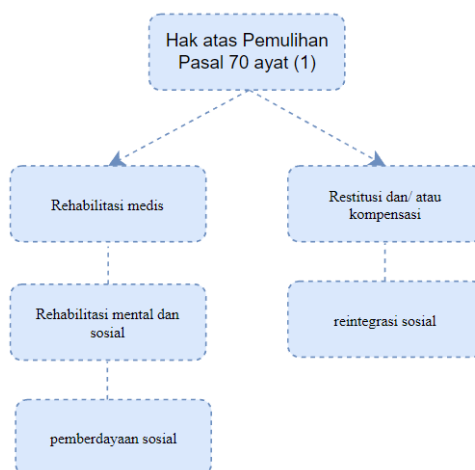 Hak atas Pemulihan
Pasal 70 ayat (1)
Rehabilitasi medis
Restitusi dan/ atau
kompensasi
Rehabilitasi mental dan
sosial
reintegrasi sosial
pemberdayaan sosial